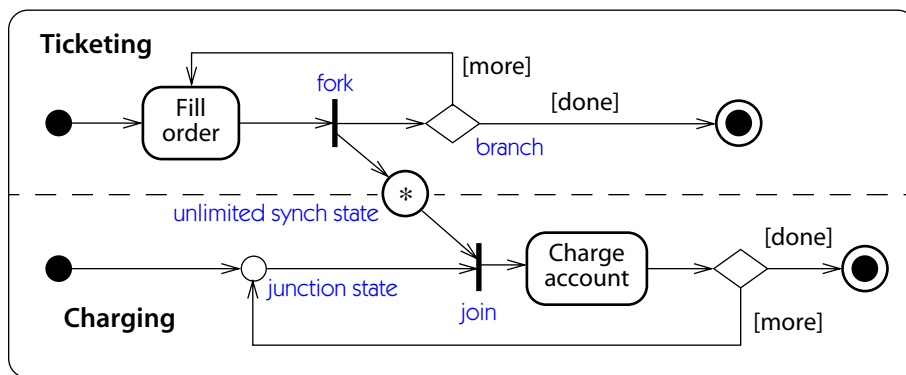 Ticketing
[more]
fork
Fill
order
[done]
branch
*
unlimited synch state
[done]
Charge
account
junction state
join
Charging
[more]